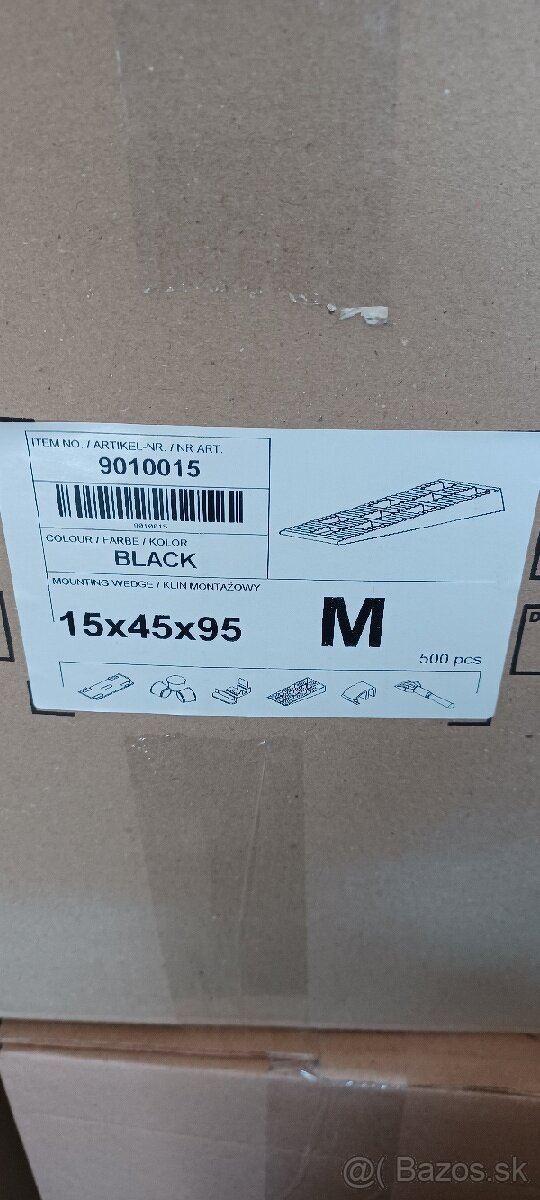 ITEM NO. / ARTIKEL-NR. / NR ART.
9010015
9010015
COLOUR / FARBE / KOLOR
BLACK
MOUNTING WEDGE / KLIN MONTAŻOWY
15x45x95
M
500 pcs
D
@( Bazos.sk